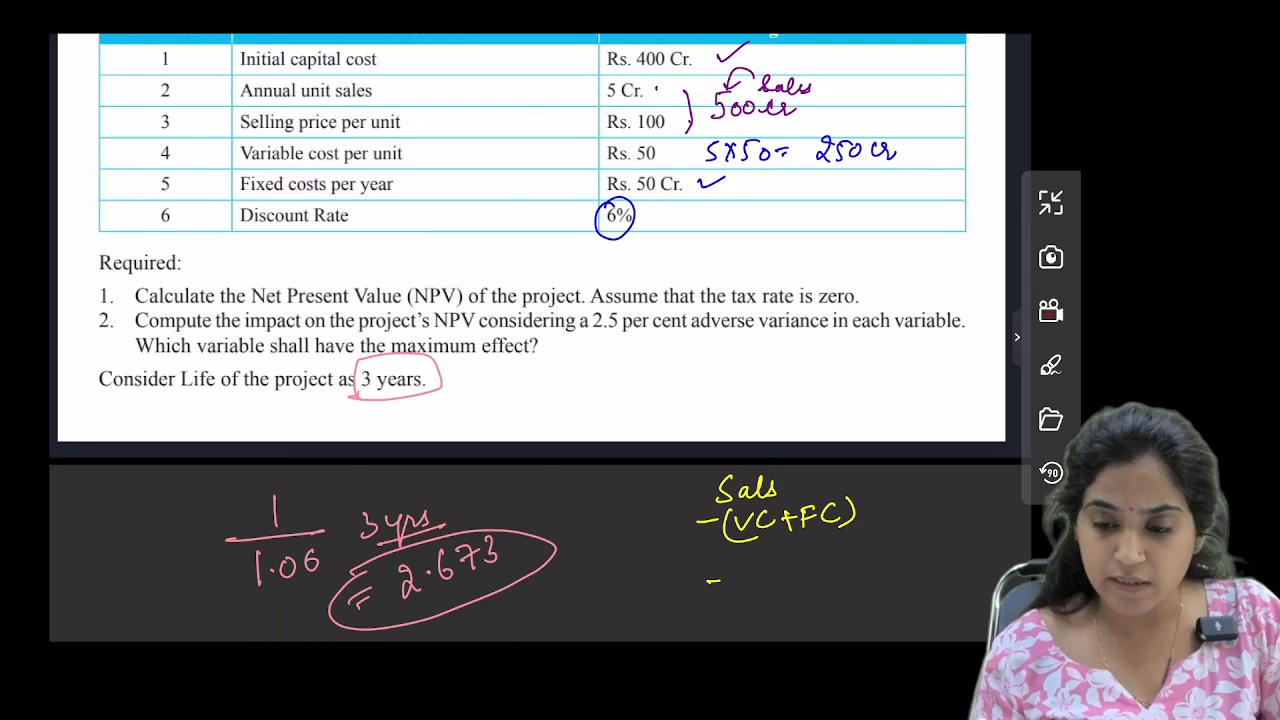 1 Initial capital cost Rs. 400 Cr.
2 Annual unit sales 5 Cr.
Sals
3 Selling price per unit Rs. 100
500 Cr
4 Variable cost per unit Rs. 50 5x50= 250 Cr
5 Fixed costs per year Rs. 50 Cr.
6 Discount Rate 6%
Required:
1. Calculate the Net Present Value (NPV) of the project. Assume that the tax rate is zero.
2. Compute the impact on the project's NPV considering a 2.5 per cent adverse variance in each variable.
Which variable shall have the maximum effect?
Consider Life of the project as 3 years.
1
1.06
3 yrs
= 2.673
Sals
-(VC+FC)
-
90